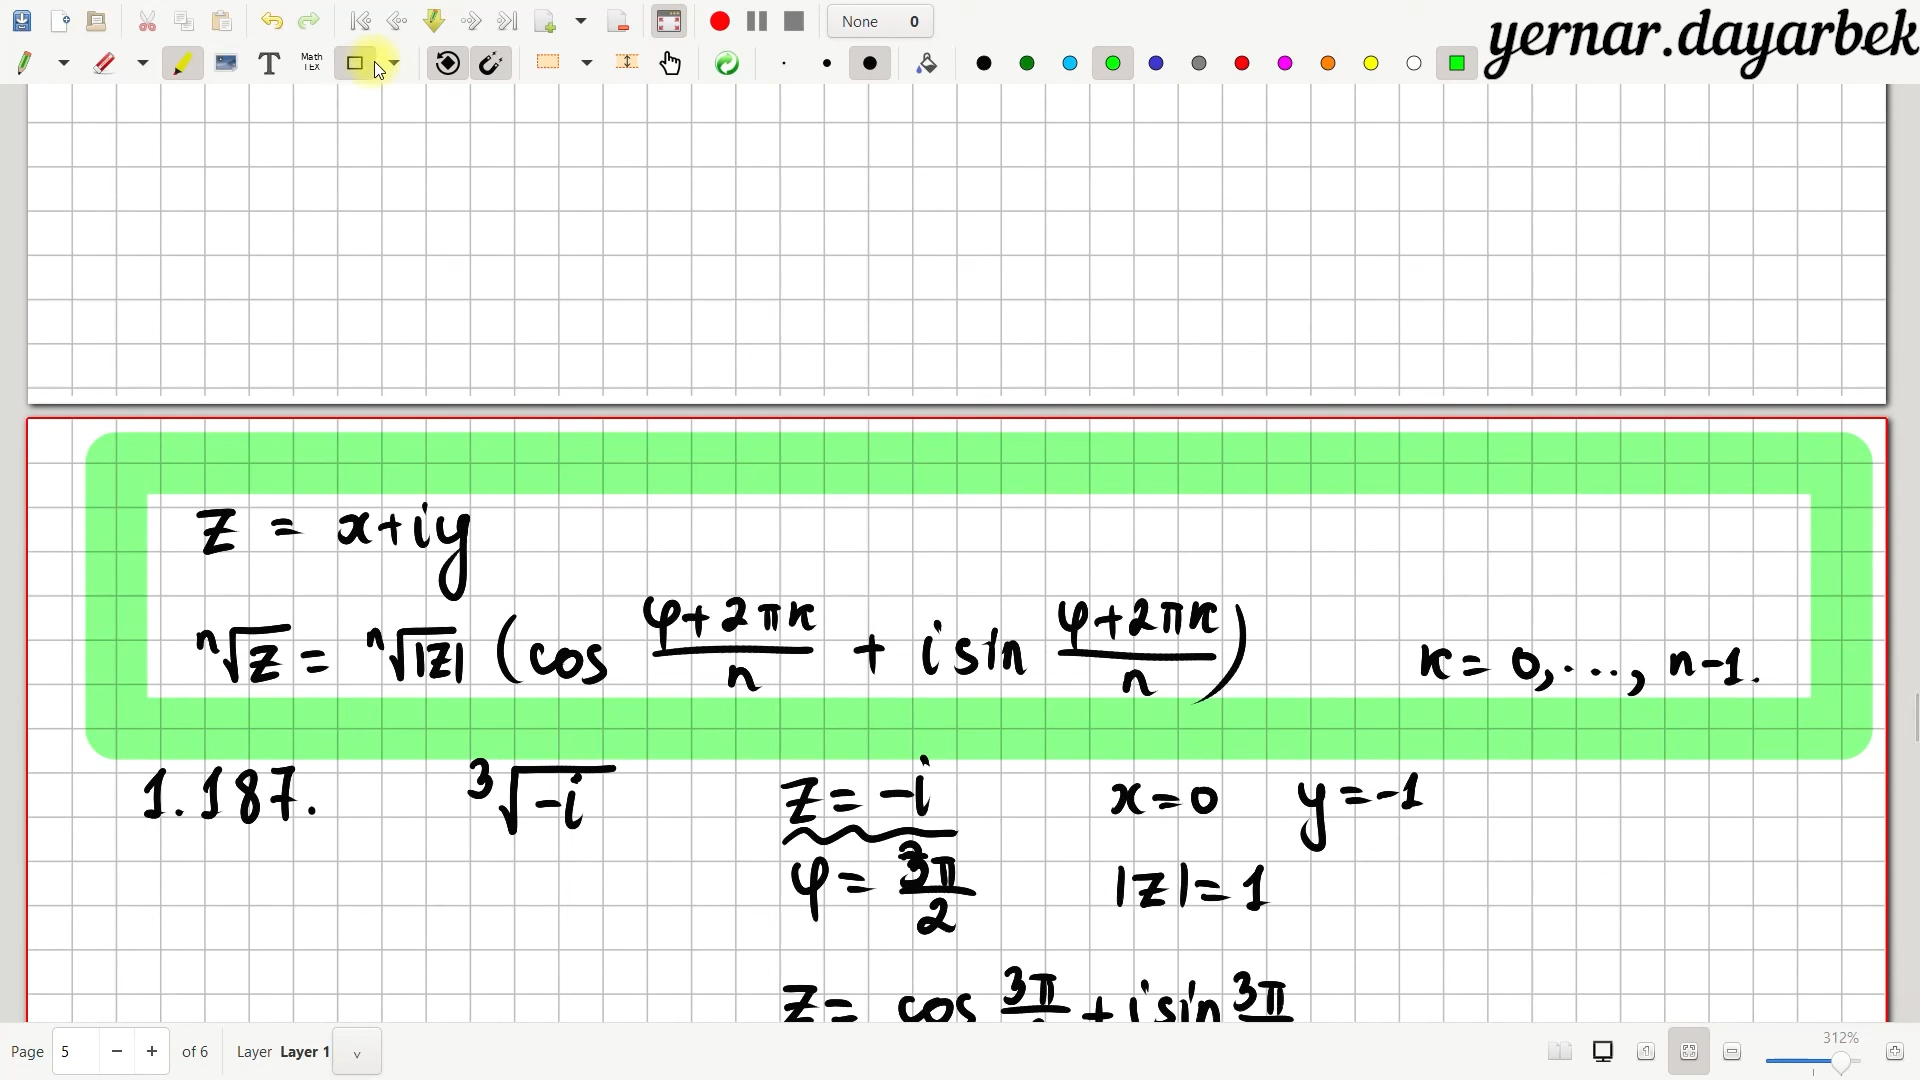 None 0
yernar.dayarbek
Math
TEX
z = x+iy
ⁿ√z = ⁿ√|z| (cos (φ+2πk)/n + i sin (φ+2πk)/n) k = 0, ..., n-1.
1.187. ³√-i z = -i x = 0 y = -1
φ = 3π/2 |z| = 1
z = cos 3π + i sin 3π
Page 5 of 6 Layer Layer 1 312%